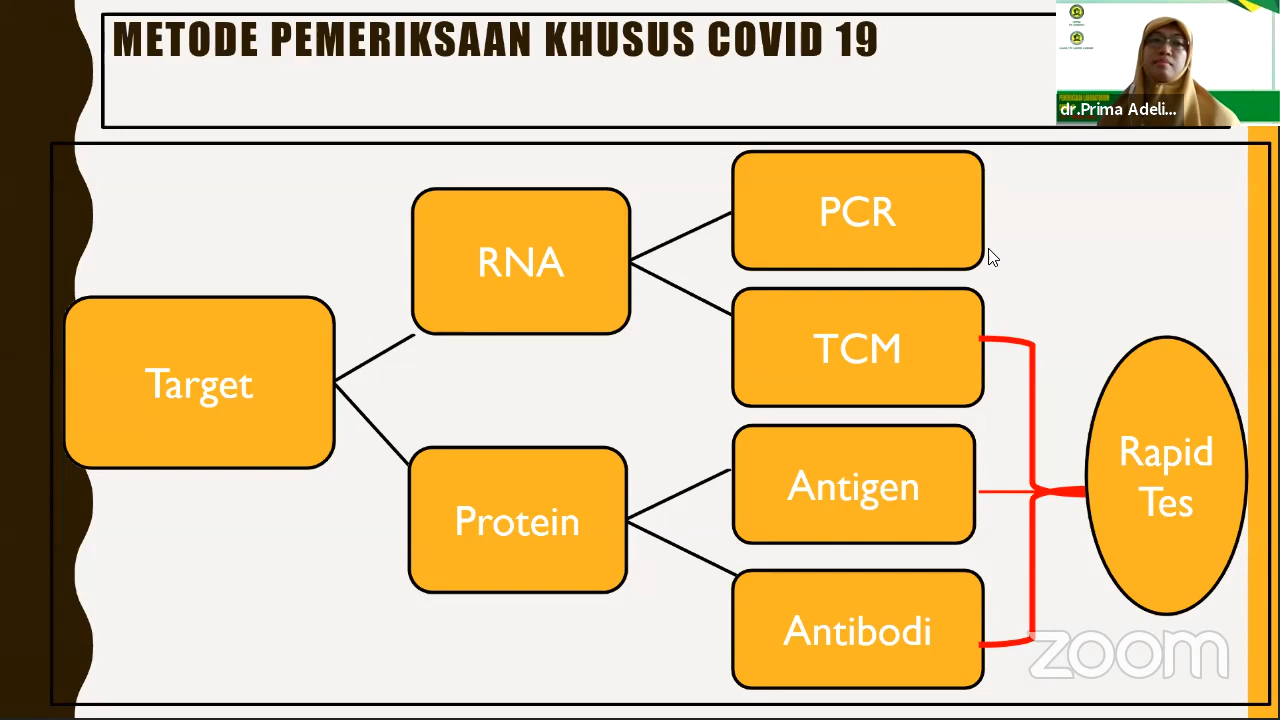 METODE PEMERIKSAAN KHUSUS COVID 19
dr.Prima Adeli...
PCR
RNA
TCM
Target
Rapid
Tes
Antigen
Protein
Antibodi
zoom